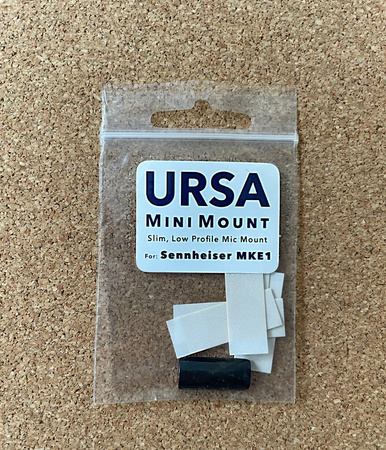 URSA
MINI MOUNT
Slim, Low Profile Mic Mount
For: Sennheiser MKE1